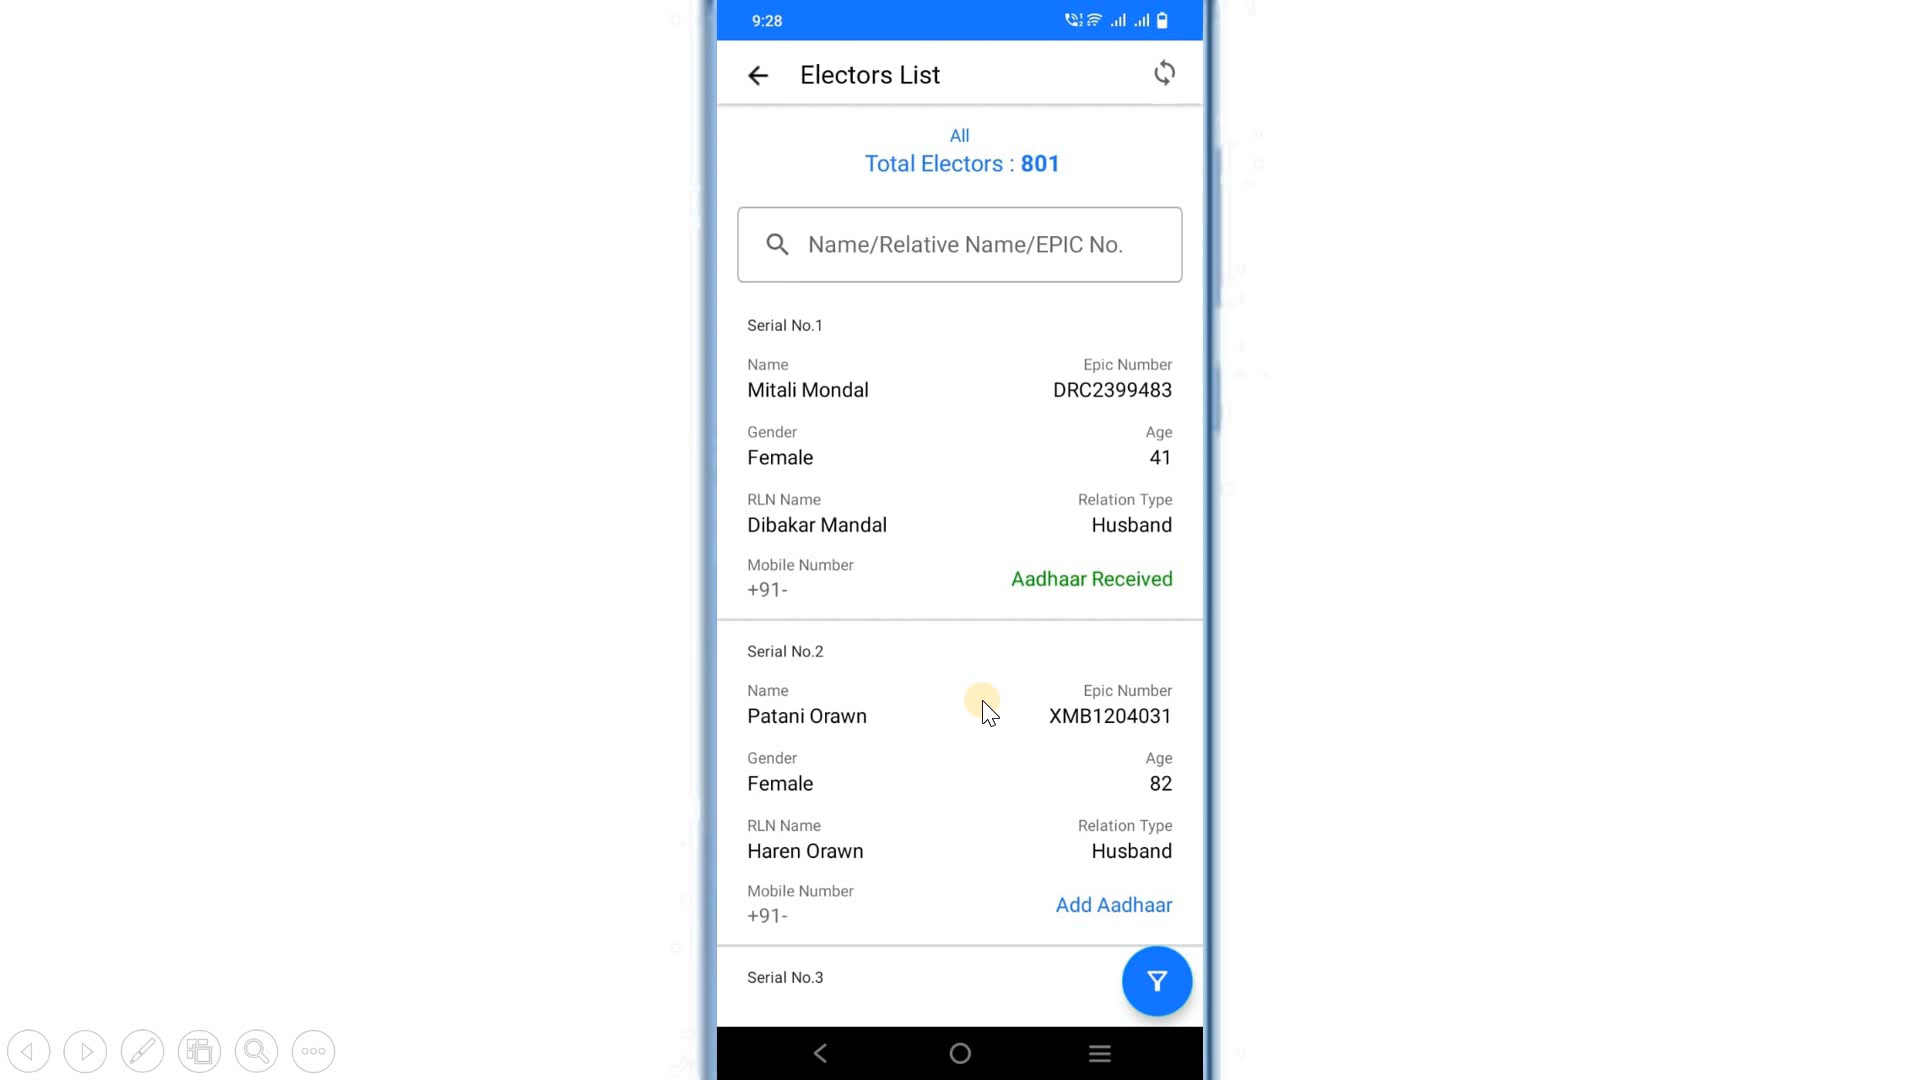 9:28
Electors List
All
Total Electors : 801
Name/Relative Name/EPIC No.
Serial No.1
Name Epic Number
Mitali Mondal DRC2399483
Gender Age
Female 41
RLN Name Relation Type
Dibakar Mandal Husband
Mobile Number
+91- Aadhaar Received
Serial No.2
Name Epic Number
Patani Orawn XMB1204031
Gender Age
Female 82
RLN Name Relation Type
Haren Orawn Husband
Mobile Number
+91- Add Aadhaar
Serial No.3